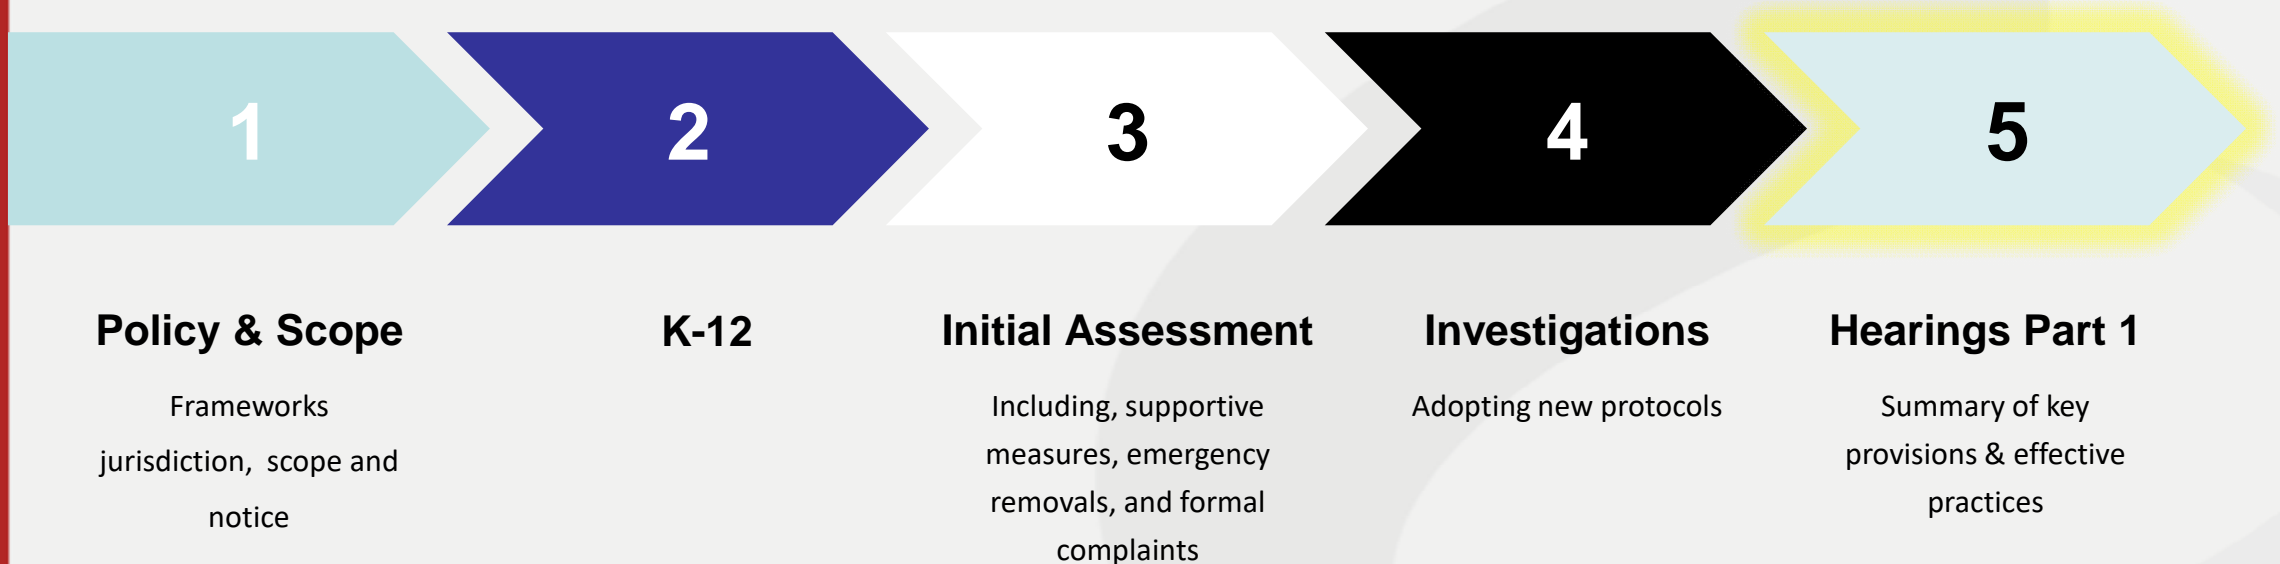 1
2
3
4
5
Policy & Scope
Frameworks
jurisdiction, scope and
notice
K-12
Initial Assessment
Including, supportive
measures, emergency
removals, and formal
complaints
Investigations
Adopting new protocols
Hearings Part 1
Summary of key
provisions & effective
practices